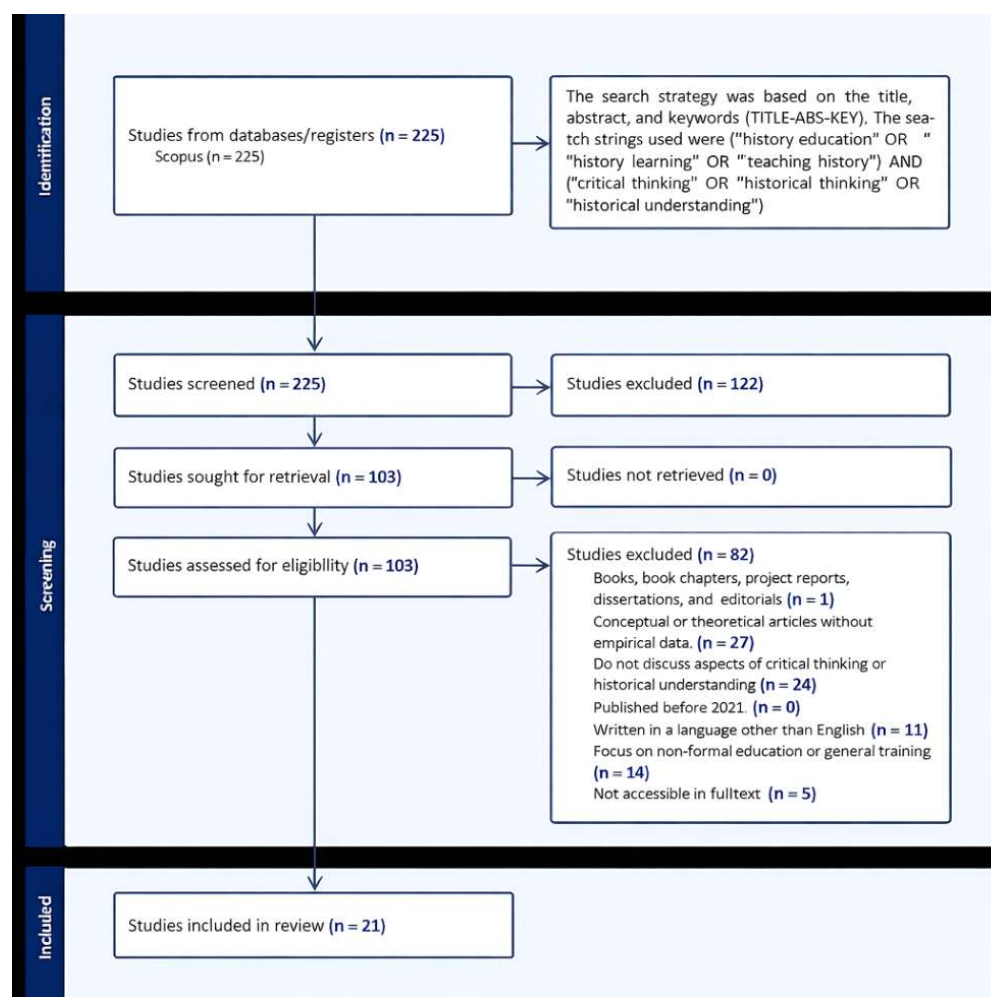 Identification
Studies from databases/registers (n = 225)
Scopus (n = 225)
The search strategy was based on the title,
abstract, and keywords (TITLE-ABS-KEY). The sea-
tch strings used were ("history education" OR "
"history learning" OR "'teaching history") AND
("critical thinking" OR "historical thinking" OR
"historical understanding")
Screening
Studies screened (n = 225)
Studies excluded (n = 122)
Studies sought for retrieval (n = 103)
Studies not retrieved (n = 0)
Studies assessed for eligibllity (n = 103)
Studies excluded (n = 82)
Books, book chapters, project reports,
dissertations, and editorials (n = 1)
Conceptual or theoretical articles without
empirical data. (n = 27)
Do not discuss aspects of critical thinking or
historical understanding (n = 24)
Published before 2021. (n = 0)
Written in a language other than English (n = 11)
Focus on non-formal education or general training
(n = 14)
Not accessible in fulltext (n = 5)
Included
Studies included in review (n = 21)